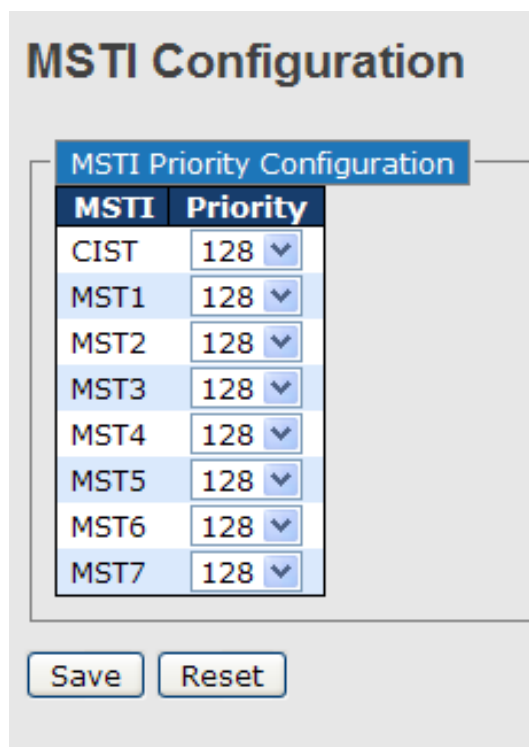 MSTI Configuration
MSTI Priority Configuration
MSTI Priority
CIST 128
MST1 128
MST2 128
MST3 128
MST4 128
MST5 128
MST6 128
MST7 128
Save Reset